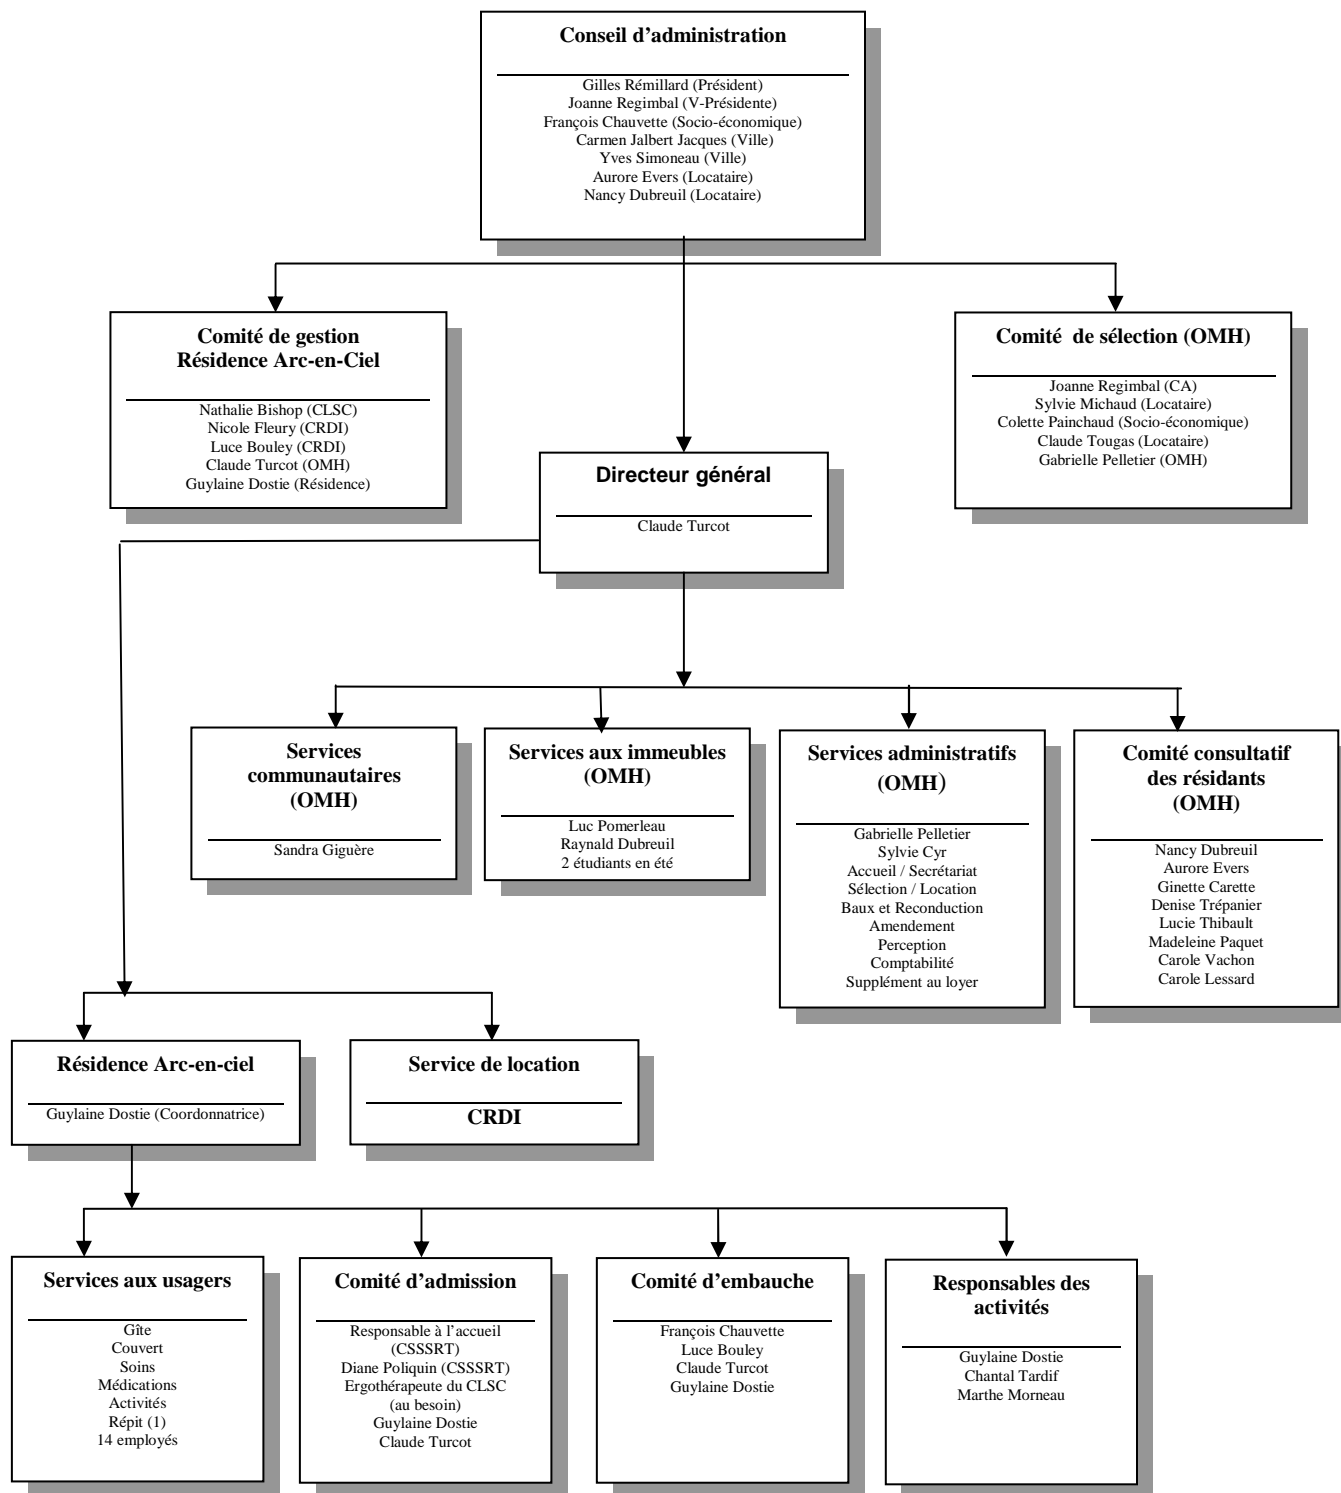 Conseil d'administration
Gilles Rémillard (Président)
Joanne Regimbal (V-Présidente)
François Chauvette (Socio-économique)
Carmen Jalbert Jacques (Ville)
Yves Simoneau (Ville)
Aurore Evers (Locataire)
Nancy Dubreuil (Locataire)
Comité de gestion
Résidence Arc-en-Ciel
Nathalie Bishop (CLSC)
Nicole Fleury (CRDI)
Luce Bouley (CRDI)
Claude Turcot (OMH)
Guylaine Dostie (Résidence)
Comité de sélection (OMH)
Joanne Regimbal (CA)
Sylvie Michaud (Locataire)
Colette Painchaud (Socio-économique)
Claude Tougas (Locataire)
Gabrielle Pelletier (OMH)
Directeur général
Claude Turcot
Services
communautaires
(OMH)
Sandra Giguère
Services aux immeubles
(OMH)
Luc Pomerleau
Raynald Dubreuil
2 étudiants en été
Services administratifs
(OMH)
Gabrielle Pelletier
Sylvie Cyr
Accueil / Secrétariat
Sélection / Location
Baux et Reconduction
Amendement
Perception
Comptabilité
Supplément au loyer
Comité consultatif
des résidants
(OMH)
Nancy Dubreuil
Aurore Evers
Ginette Carette
Denise Trépanier
Lucie Thibault
Madeleine Paquet
Carole Vachon
Carole Lessard
Résidence Arc-en-ciel
Guylaine Dostie (Coordonnatrice)
Service de location
CRDI
Services aux usagers
Gîte
Couvert
Soins
Médications
Activités
Répit (1)
14 employés
Comité d'admission
Responsable à l'accueil
(CSSSRT)
Diane Poliquin (CSSSRT)
Ergothérapeute du CLSC
(au besoin)
Guylaine Dostie
Claude Turcot
Comité d'embauche
François Chauvette
Luce Bouley
Claude Turcot
Guylaine Dostie
Responsables des
activités
Guylaine Dostie
Chantal Tardif
Marthe Morneau